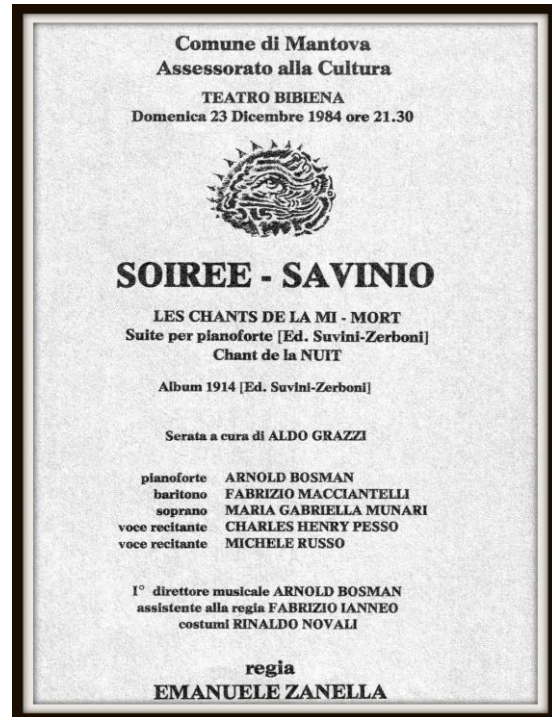 Comune di Mantova
Assessorato alla Cultura
TEATRO BIBIENA
Domenica 23 Dicembre 1984 ore 21.30
SOIREE - SAVINIO
LES CHANTS DE LA MI - MORT
Suite per pianoforte [Ed. Suvini-Zerboni]
Chant de la NUIT
Album 1914 [Ed. Suvini-Zerboni]
Serata a cura di ALDO GRAZZI
pianoforte ARNOLD BOSMAN
baritono FABRIZIO MACCIANTELLI
soprano MARIA GABRIELLA MUNARI
voce recitante CHARLES HENRY PESSO
voce recitante MICHELE RUSSO
I° direttore musicale ARNOLD BOSMAN
assistente alla regia FABRIZIO IANNEO
costumi RINALDO NOVALI
regia
EMANUELE ZANELLA